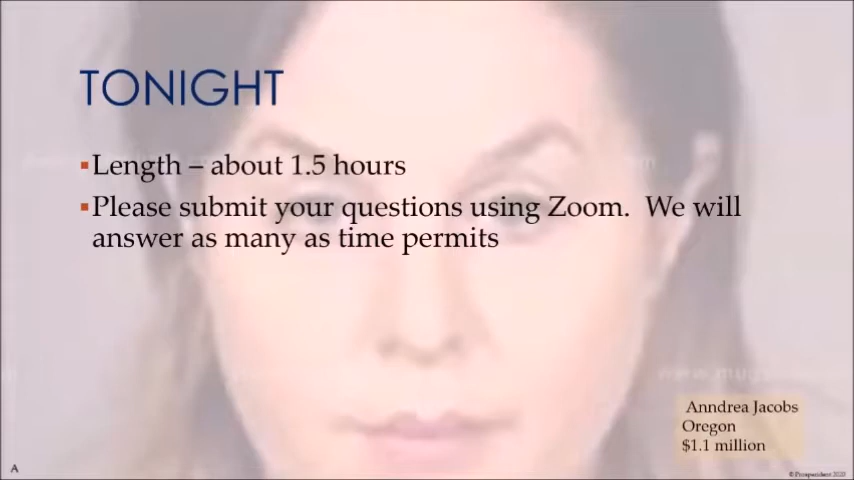 TONIGHT
▪Length – about 1.5 hours
▪Please submit your questions using Zoom. We will
answer as many as time permits
Anndrea Jacobs
Oregon
$1.1 million
A